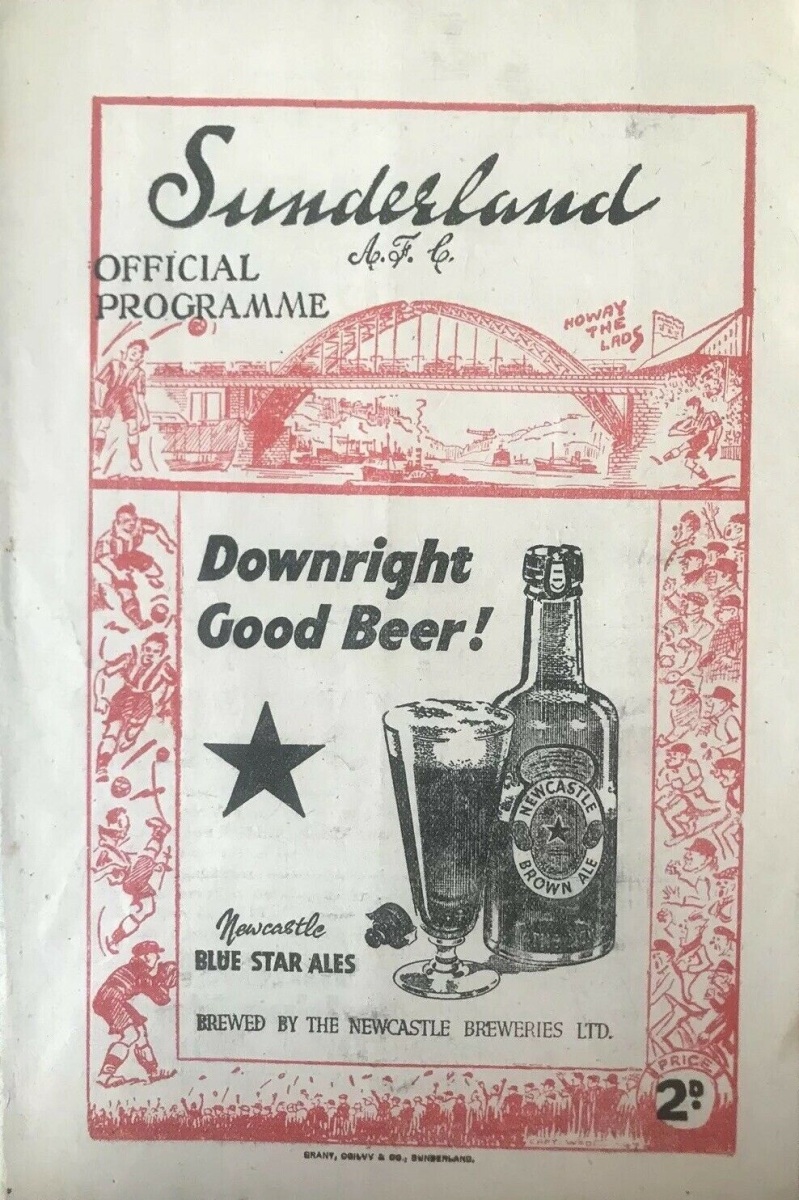 Sunderland
A.F.C.
OFFICIAL
PROGRAMME
HOWAY
THE
LADS
Downright
Good Beer!
NEWCASTLE
BROWN ALE
Newcastle
BLUE STAR ALES
BREWED BY THE NEWCASTLE BREWERIES LTD.
PRICE
2D.
GRANT, OGILVY & CO., SUNDERLAND.